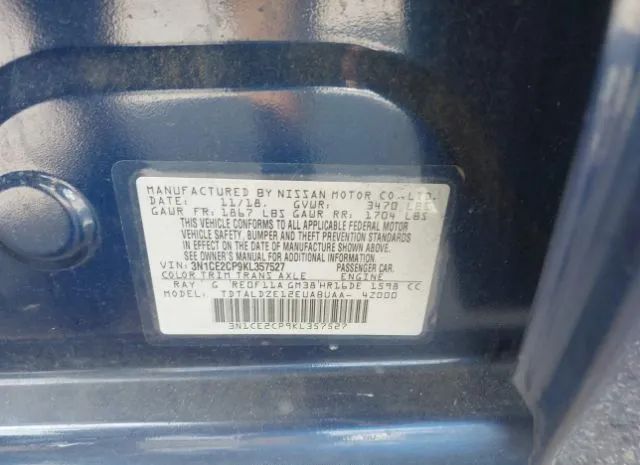 MANUFACTURED BY NISSAN MOTOR CO., LTD.
DATE: 11/18. GVWR: 3470 LBS
GAWR FR: 1867 LBS GAWR RR: 1704 LBS
THIS VEHICLE CONFORMS TO ALL APPLICABLE FEDERAL MOTOR
VEHICLE SAFETY, BUMPER AND THEFT PREVENTION STANDARDS
IN EFFECT ON THE DATE OF MANUFACTURE SHOWN ABOVE.
SEE OWNER'S MANUAL FOR ADDITIONAL INFORMATION
VIN: 3N1CE2CP9KL357527 PASSENGER CAR.
COLOR TRIM TRANS AXLE ENGINE
RAY G RE0F11A GM38 HR16DE 1598 CC
MODEL: TDTALDZE12EUA8UAA- 4Z000
3N1CE2CP9KL357527